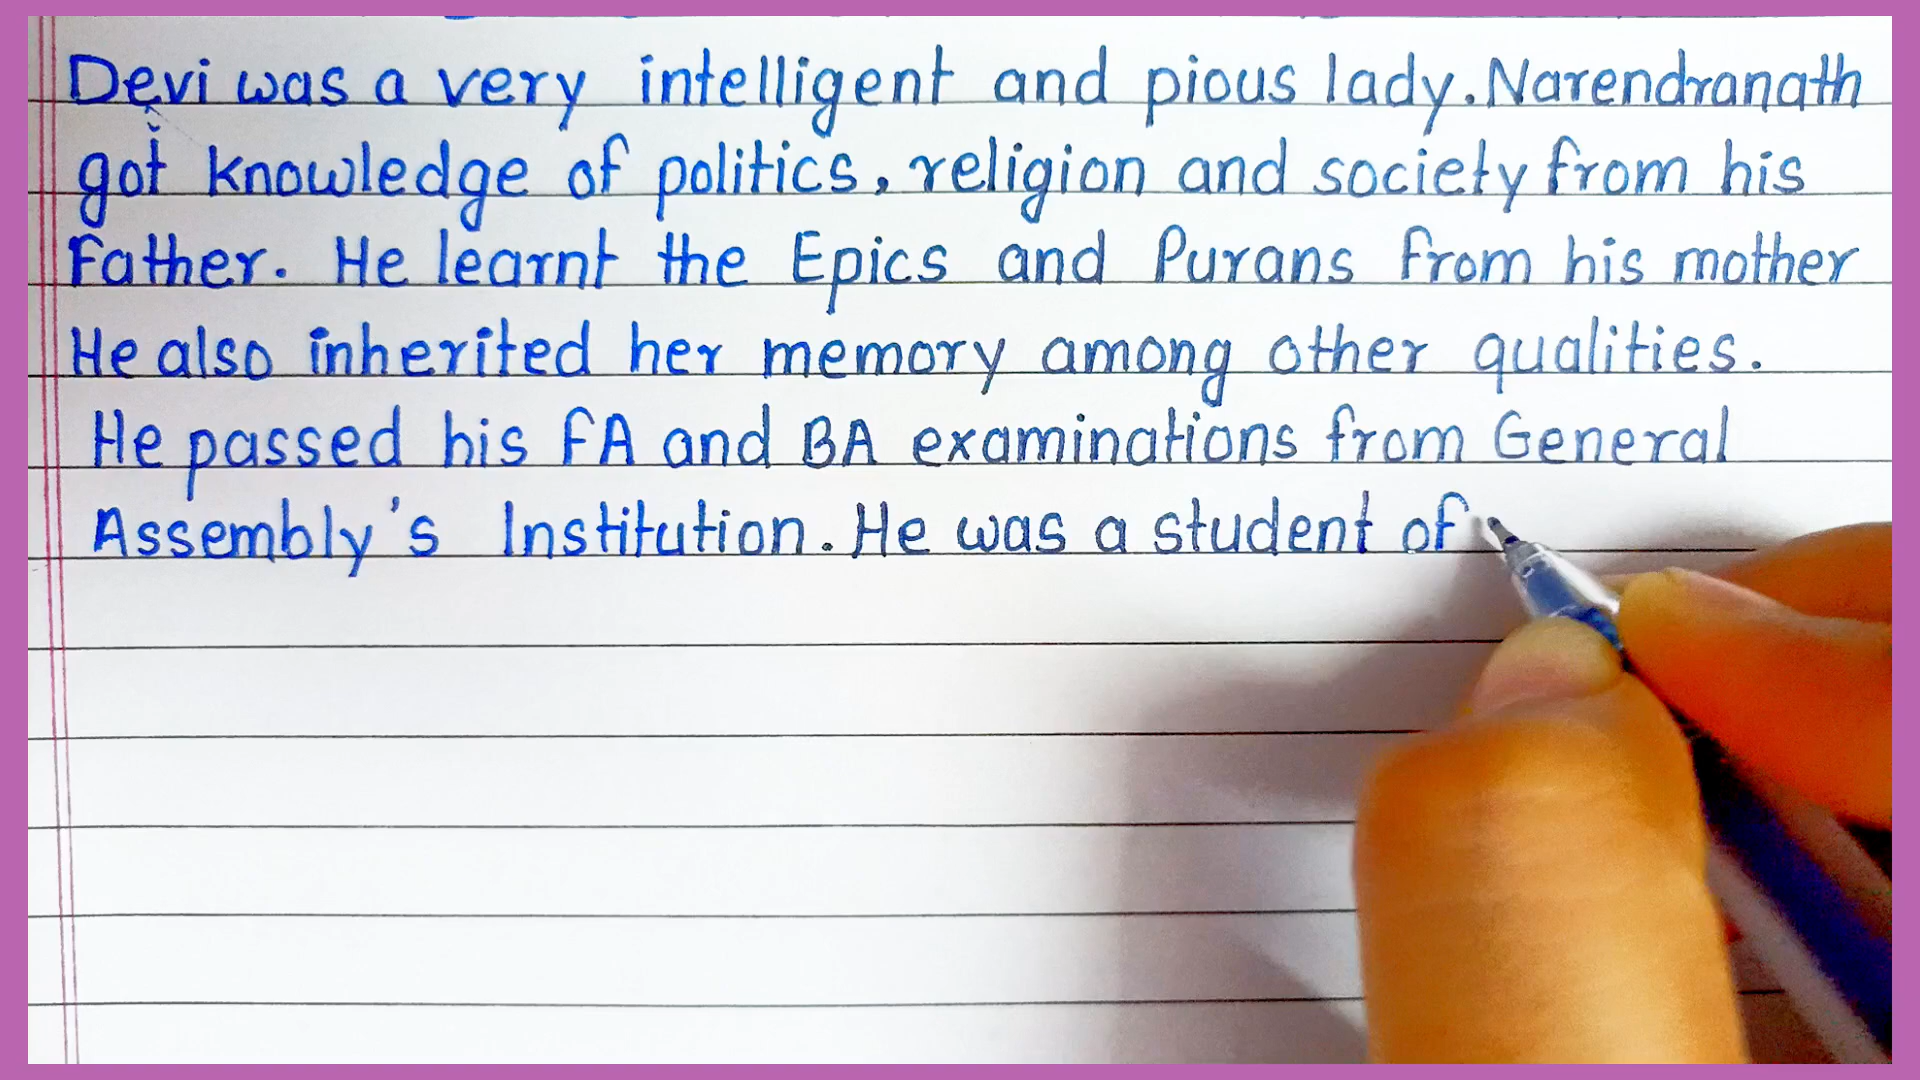 Devi was a very intelligent and pious lady. Narendranath
got knowledge of politics, religion and society from his
Father. He learnt the Epics and Purans from his mother
He also inherited her memory among other qualities.
He passed his FA and BA examinations from General
Assembly's Institution. He was a student of